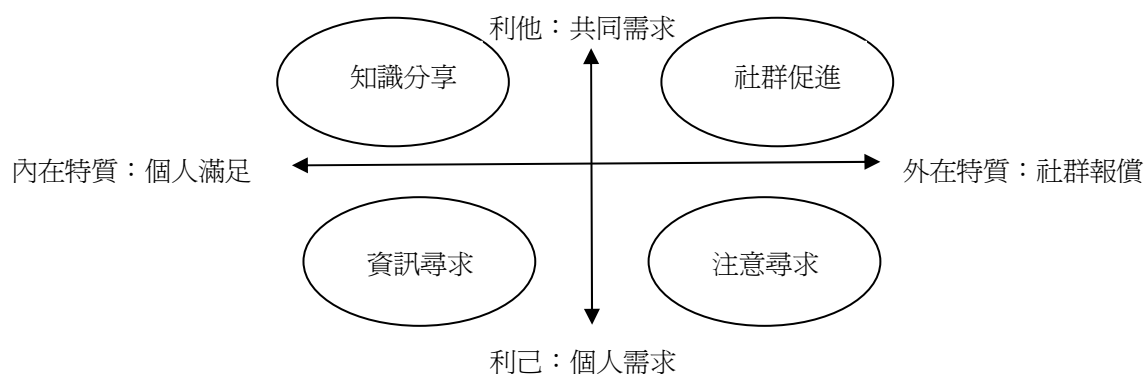 利他：共同需求
知識分享
社群促進
內在特質：個人滿足
外在特質：社群報償
資訊尋求
注意尋求
利己：個人需求